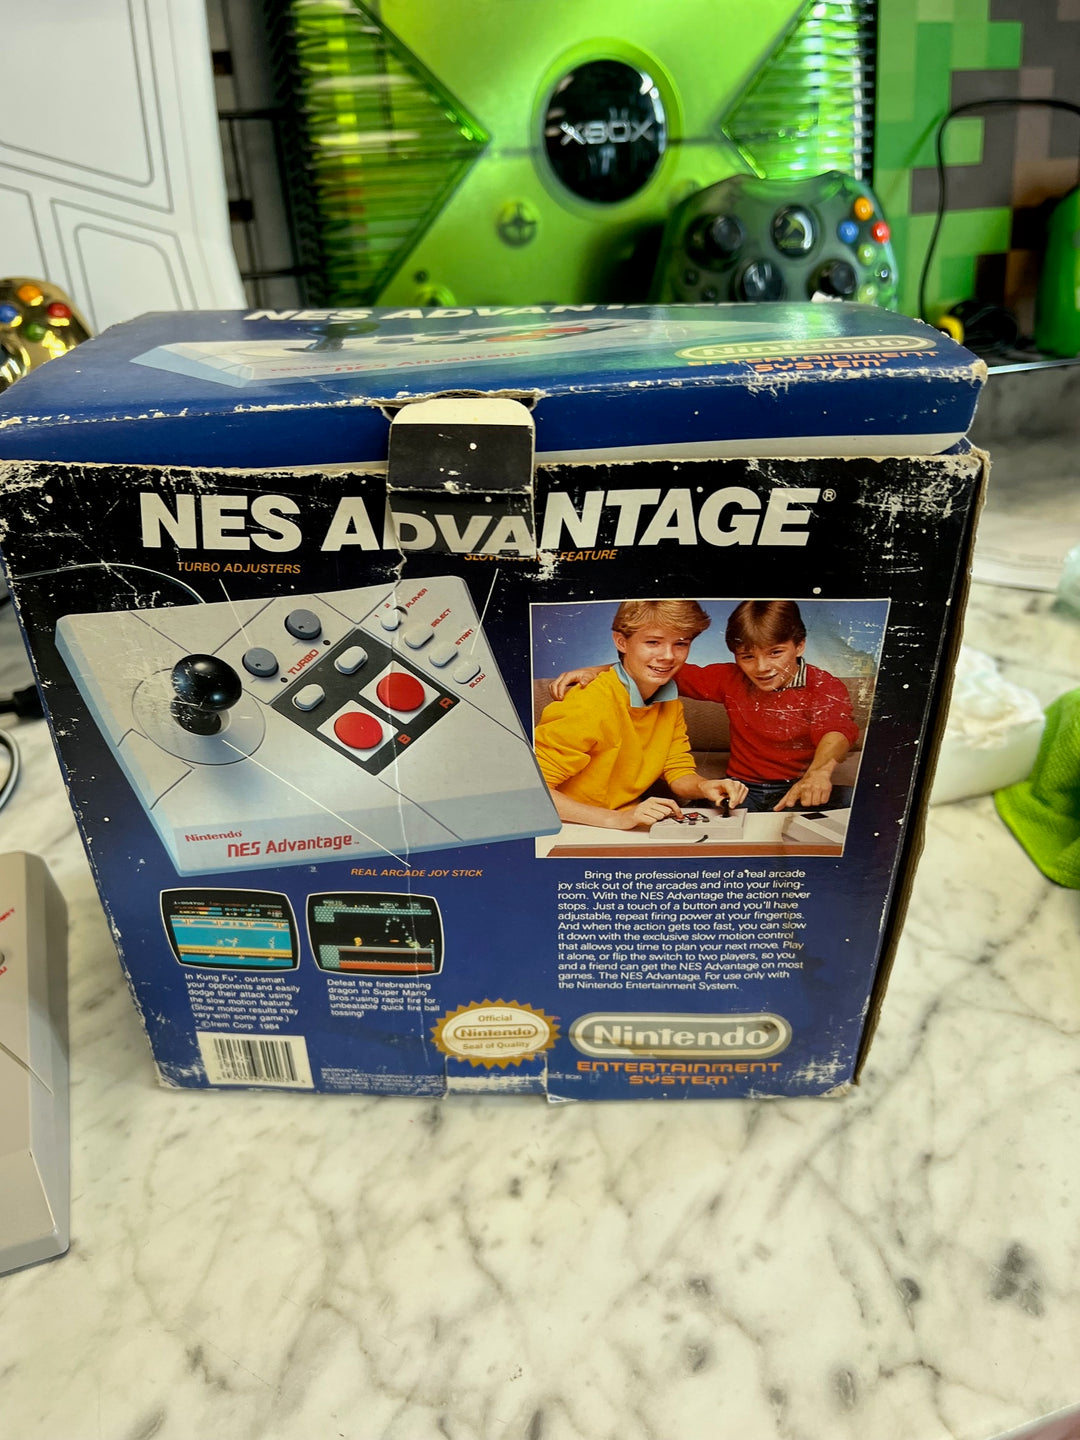 XBOX
NES ADVAN
NES Advantage
Nintendo
ENTERTAINMENT
SYSTEM
NES ADVANTAGE®
TURBO ADJUSTERS
FEATURE
2
1
PLAYER
SELECT
START
SLOW
TURBO
A
B
Nintendo
NES Advantage™
REAL ARCADE JOY STICK
In Kung Fu*, out-smart
your opponents and easily
dodge their attack using
the slow motion feature.
(Slow motion results may
vary with some game.)
*©Irem Corp. 1984
Defeat the firebreathing
dragon in Super Mario
Bros. using rapid fire for
unbeatable quick fire ball
tossing!
Bring the professional feel of a real arcade
joy stick out of the arcades and into your living-
room. With the NES Advantage the action never
stops. Just a touch of a button and you'll have
adjustable, repeat firing power at your fingertips.
And when the action gets too fast, you can slow
it down with the exclusive slow motion control
that allows you time to plan your next move. Play
it alone, or flip the switch to two players, so you
and a friend can get the NES Advantage on most
games. The NES Advantage. For use only with
the Nintendo Entertainment System.
Official
Nintendo
Seal of Quality
Nintendo
ENTERTAINMENT
SYSTEM